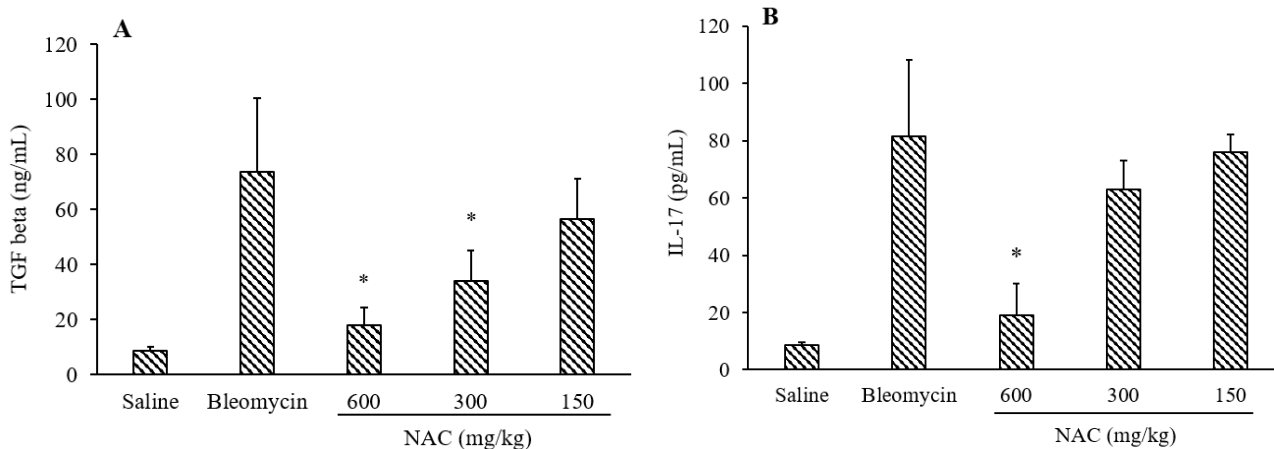 A
TGF beta (ng/mL)
120
100
80
60
40
20
0
*
*
Saline Bleomycin 600 300 150
NAC (mg/kg)
B
IL-17 (pg/mL)
120
100
80
60
40
20
0
*
Saline Bleomycin 600 300 150
NAC (mg/kg)